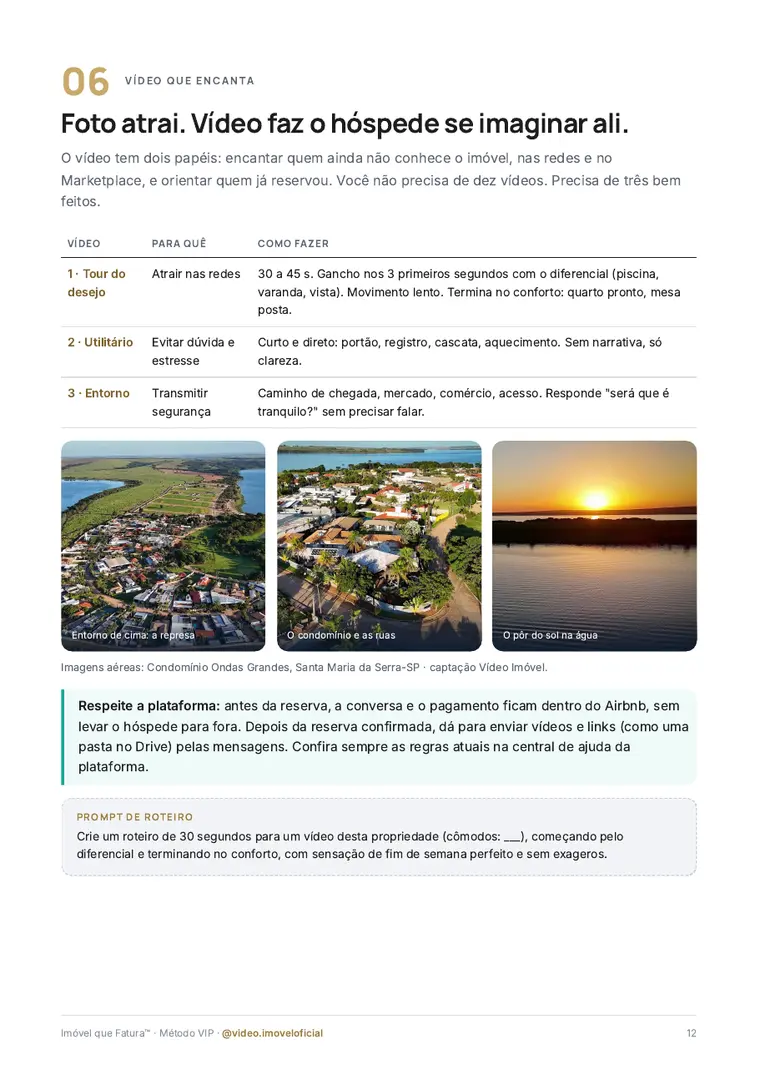 06 VÍDEO QUE ENCANTA
Foto atrai. Vídeo faz o hóspede se imaginar ali.
O vídeo tem dois papéis: encantar quem ainda não conhece o imóvel, nas redes e no
Marketplace, e orientar quem já reservou. Você não precisa de dez vídeos. Precisa de três bem
feitos.
VÍDEO PARA QUÊ COMO FAZER
1 · Tour do desejo
Atrair nas redes
30 a 45 s. Gancho nos 3 primeiros segundos com o diferencial (piscina,
varanda, vista). Movimento lento. Termina no conforto: quarto pronto, mesa
posta.
2 · Utilitário
Evitar dúvida e
estresse
Curto e direto: portão, registro, cascata, aquecimento. Sem narrativa, só
clareza.
3 · Entorno
Transmitir
segurança
Caminho de chegada, mercado, comércio, acesso. Responde "será que é
tranquilo?" sem precisar falar.
Entorno de cima: a represa
O condomínio e as ruas
O pôr do sol na água
Imagens aéreas: Condomínio Ondas Grandes, Santa Maria da Serra-SP · captação Vídeo Imóvel.
Respeite a plataforma: antes da reserva, a conversa e o pagamento ficam dentro do Airbnb, sem
levar o hóspede para fora. Depois da reserva confirmada, dá para enviar vídeos e links (como uma
pasta no Drive) pelas mensagens. Confira sempre as regras atuais na central de ajuda da
plataforma.
PROMPT DE ROTEIRO
Crie um roteiro de 30 segundos para um vídeo desta propriedade (cômodos: ___), começando pelo
diferencial e terminando no conforto, com sensação de fim de semana perfeito e sem exageros.
Imóvel que Fatura™ · Método VIP · @video.imoveloficial
12